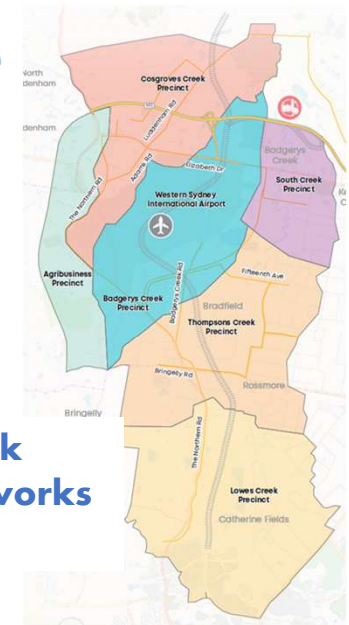 North
denham
Cosgroves Creek
Precinct
M12
denham
Luddenham Rd
Adams Rd
Elizabeth Dr
Badgerys
Creek
South Creek
Precinct
The Northern Rd
Western Sydney
International Airport
Agribusiness
Precinct
Badgerys Creek
Precinct
Badgerys Creek Rd
Fifteenth Ave
Bradfield
Thompsons Creek
Precinct
Bringelly Rd
Rossmore
Bringelly
k
works
The Northern Rd
Lowes Creek
Precinct
Catherine Fields